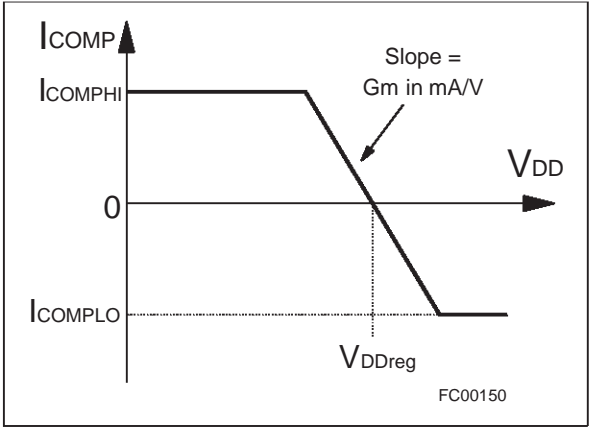 ICOMP
Slope =
Gm in mA/V
ICOMPHI
VDD
0
ICOMPLO
VDDreg
FC00150